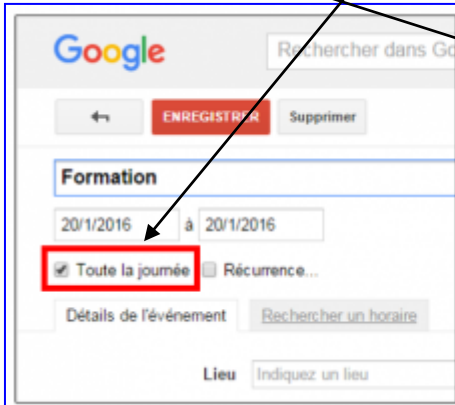 Google Rechercher dans Go
ENREGISTRER Supprimer
Formation
20/1/2016 à 20/1/2016
Toute la journée Récurrence...
Détails de l'événement Rechercher un horaire
Lieu Indiquez un lieu